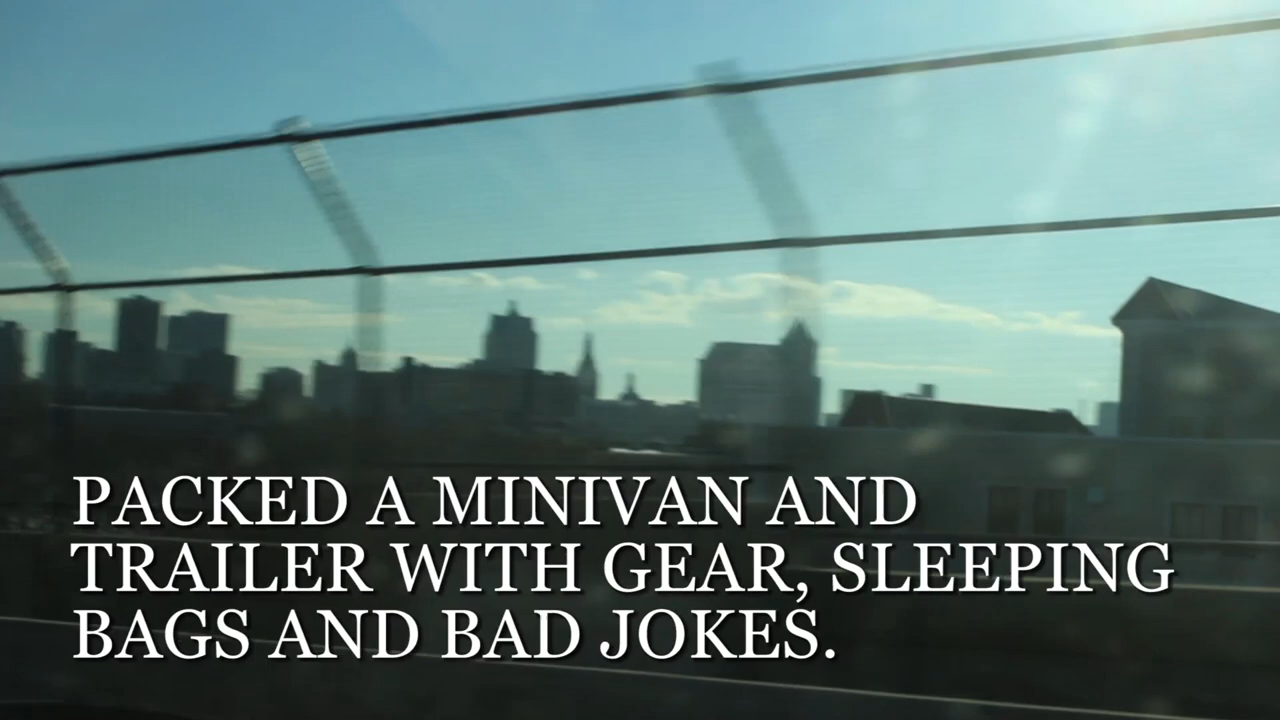 PACKED A MINIVAN AND
TRAILER WITH GEAR, SLEEPING
BAGS AND BAD JOKES.